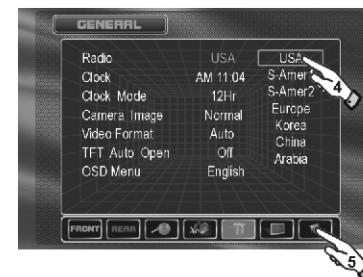 GENERAL
Radio USA USA
Clock AM 11:04 S-Amer1
Clock Mode 12Hr S-Amer2
Camera Image Normal Europe
Video Format Auto Korea
TFT Auto Open Off China
OSD Menu English Arabia
4
FRONT REAR
5